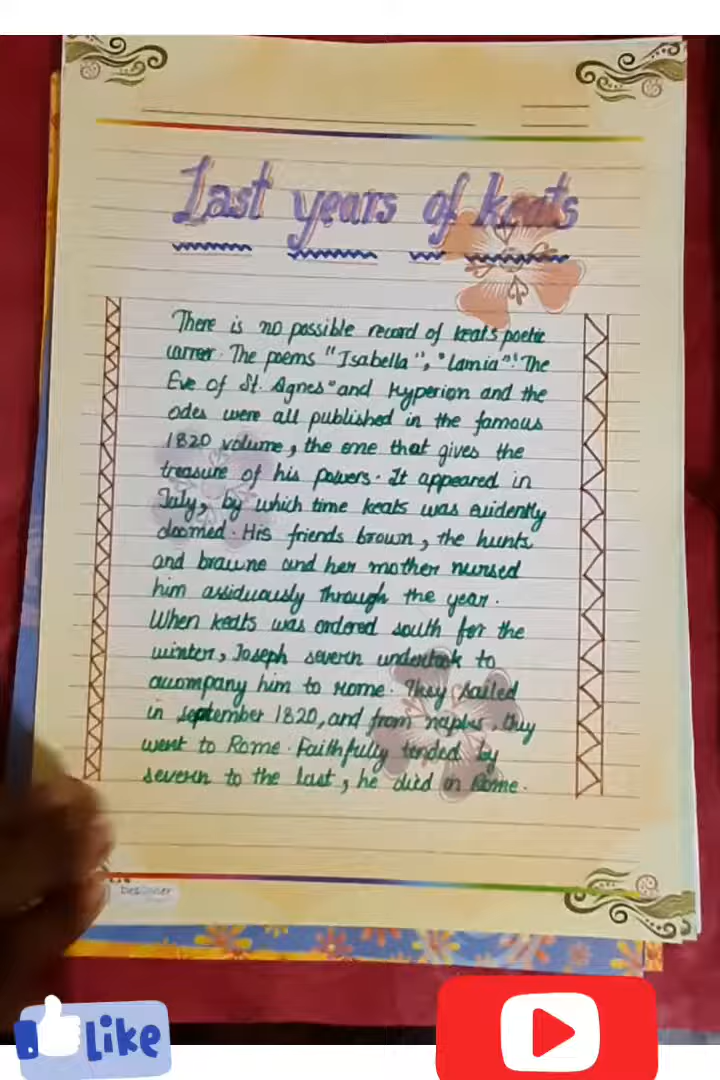 Last years of keats
There is no possible record of keats poetic
carrer. The poems "Isabella", "Lamia". "The
Eve of St. Agnes" and Hyperion and the
odes were all published in the famous
1820 volume, the one that gives the
treasure of his powers. It appeared in
July, by which time keats was evidently
doomed. His friends brown, the hunts
and brawne and her mother nursed
him assiduously through the year.
When keats was ordered south for the
winter, Joseph severn undertook to
accompany him to rome. They sailed
in september 1820, and from naples, they
went to Rome. Faithfully tended by
severn to the last, he died in Rome.
designer
Like